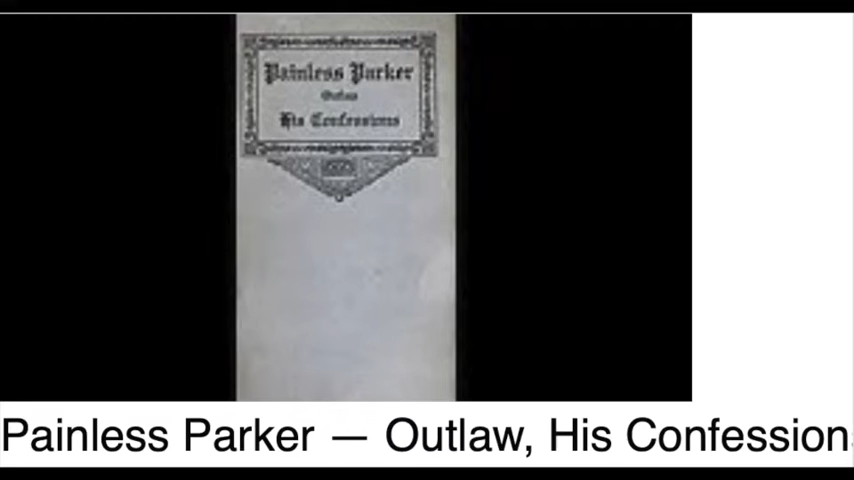 Painless Parker
Outlaw
His Confessions
Painless Parker — Outlaw, His Confession